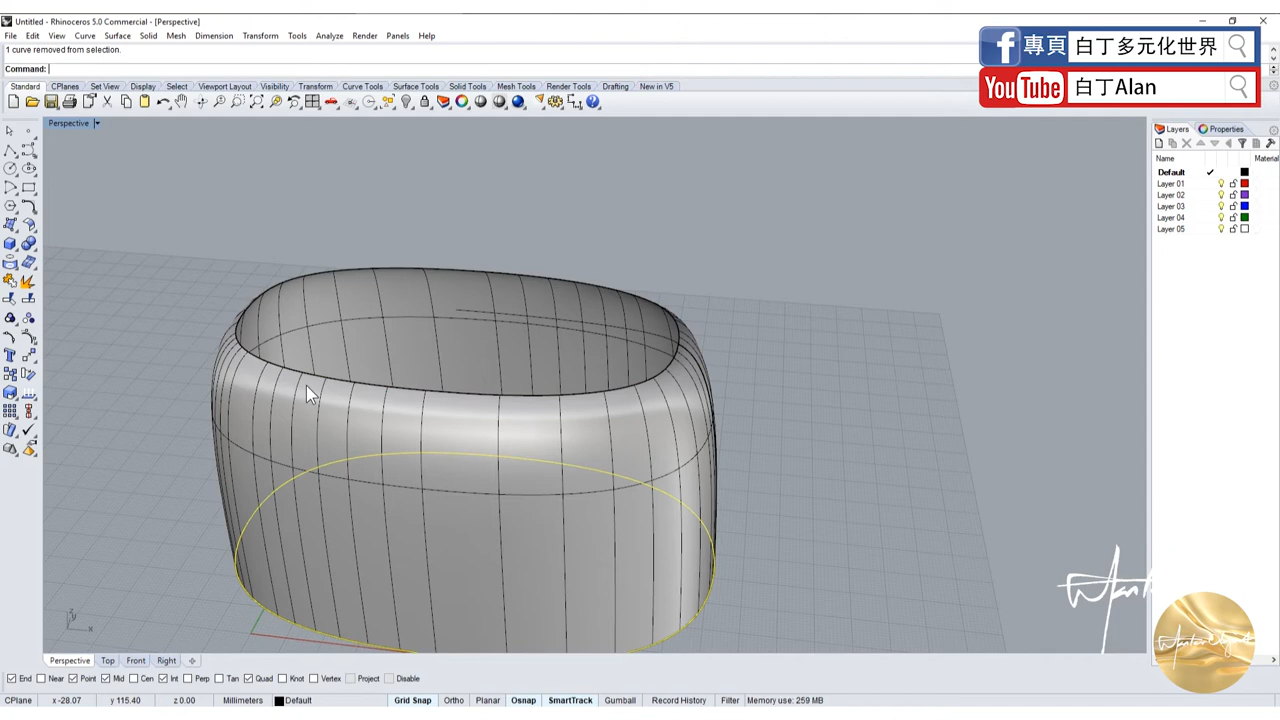 Untitled - Rhinoceros 5.0 Commercial - [Perspective]
File Edit View Curve Surface Solid Mesh Dimension Transform Tools Analyze Render Panels Help
1 curve removed from selection.
Command:
專頁 白丁多元化世界
YouTube 白丁Alan
Standard CPlanes Set View Display Select Viewport Layout Visibility Transform Curve Tools Surface Tools Solid Tools Mesh Tools Render Tools Drafting New in V5
Perspective
Layers Properties
Name Material
Default
Layer 01
Layer 02
Layer 03
Layer 04
Layer 05
Perspective Top Front Right
End Near Point Mid Cen Int Perp Tan Quad Knot Vertex Project Disable
CPlane x -28.07 y 115.40 z 0.00 Millimeters Default Grid Snap Ortho Planar Osnap SmartTrack Gumball Record History Filter Memory use: 259 MB